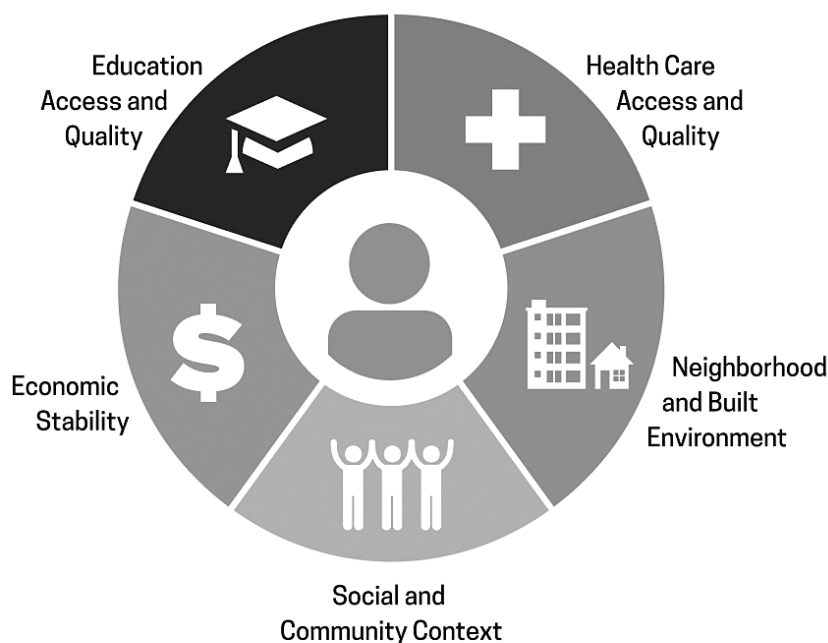 Education
Access and
Quality
Health Care
Access and
Quality
Economic
Stability
Neighborhood
and Built
Environment
Social and
Community Context